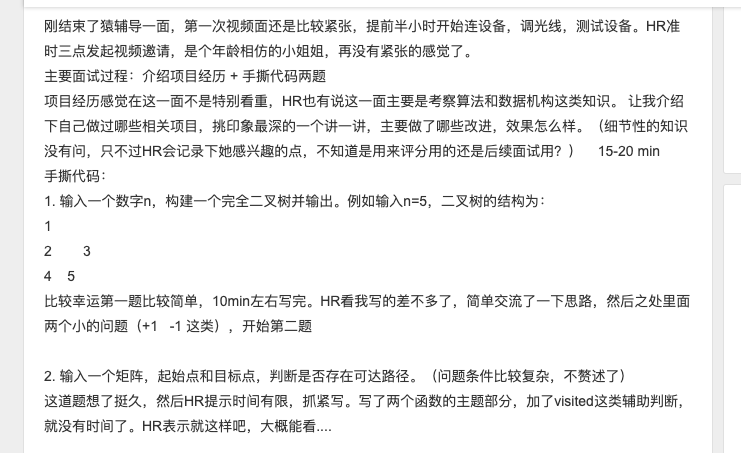 刚结束了猿辅导一面，第一次视频面还是比较紧张，提前半小时开始连设备，调光线，测试设备。HR准
时三点发起视频邀请，是个年龄相仿的小姐姐，再没有紧张的感觉了。
主要面试过程：介绍项目经历 + 手撕代码两题
项目经历感觉在这一面不是特别看重，HR也有说这一面主要是考察算法和数据机构这类知识。 让我介绍
下自己做过哪些相关项目，挑印象最深的一个讲一讲，主要做了哪些改进，效果怎么样。（细节性的知识
没有问，只不过HR会记录下她感兴趣的点，不知道是用来评分用的还是后续面试用？） 15-20 min
手撕代码：
1. 输入一个数字n，构建一个完全二叉树并输出。例如输入n=5，二叉树的结构为：
1
2 3
4 5
比较幸运第一题比较简单，10min左右写完。HR看我写的差不多了，简单交流了一下思路，然后之处里面
两个小的问题（+1 -1 这类），开始第二题
2. 输入一个矩阵，起始点和目标点，判断是否存在可达路径。（问题条件比较复杂，不赘述了）
这道题想了挺久，然后HR提示时间有限，抓紧写。写了两个函数的主题部分，加了visited这类辅助判断，
就没有时间了。HR表示就这样吧，大概能看....